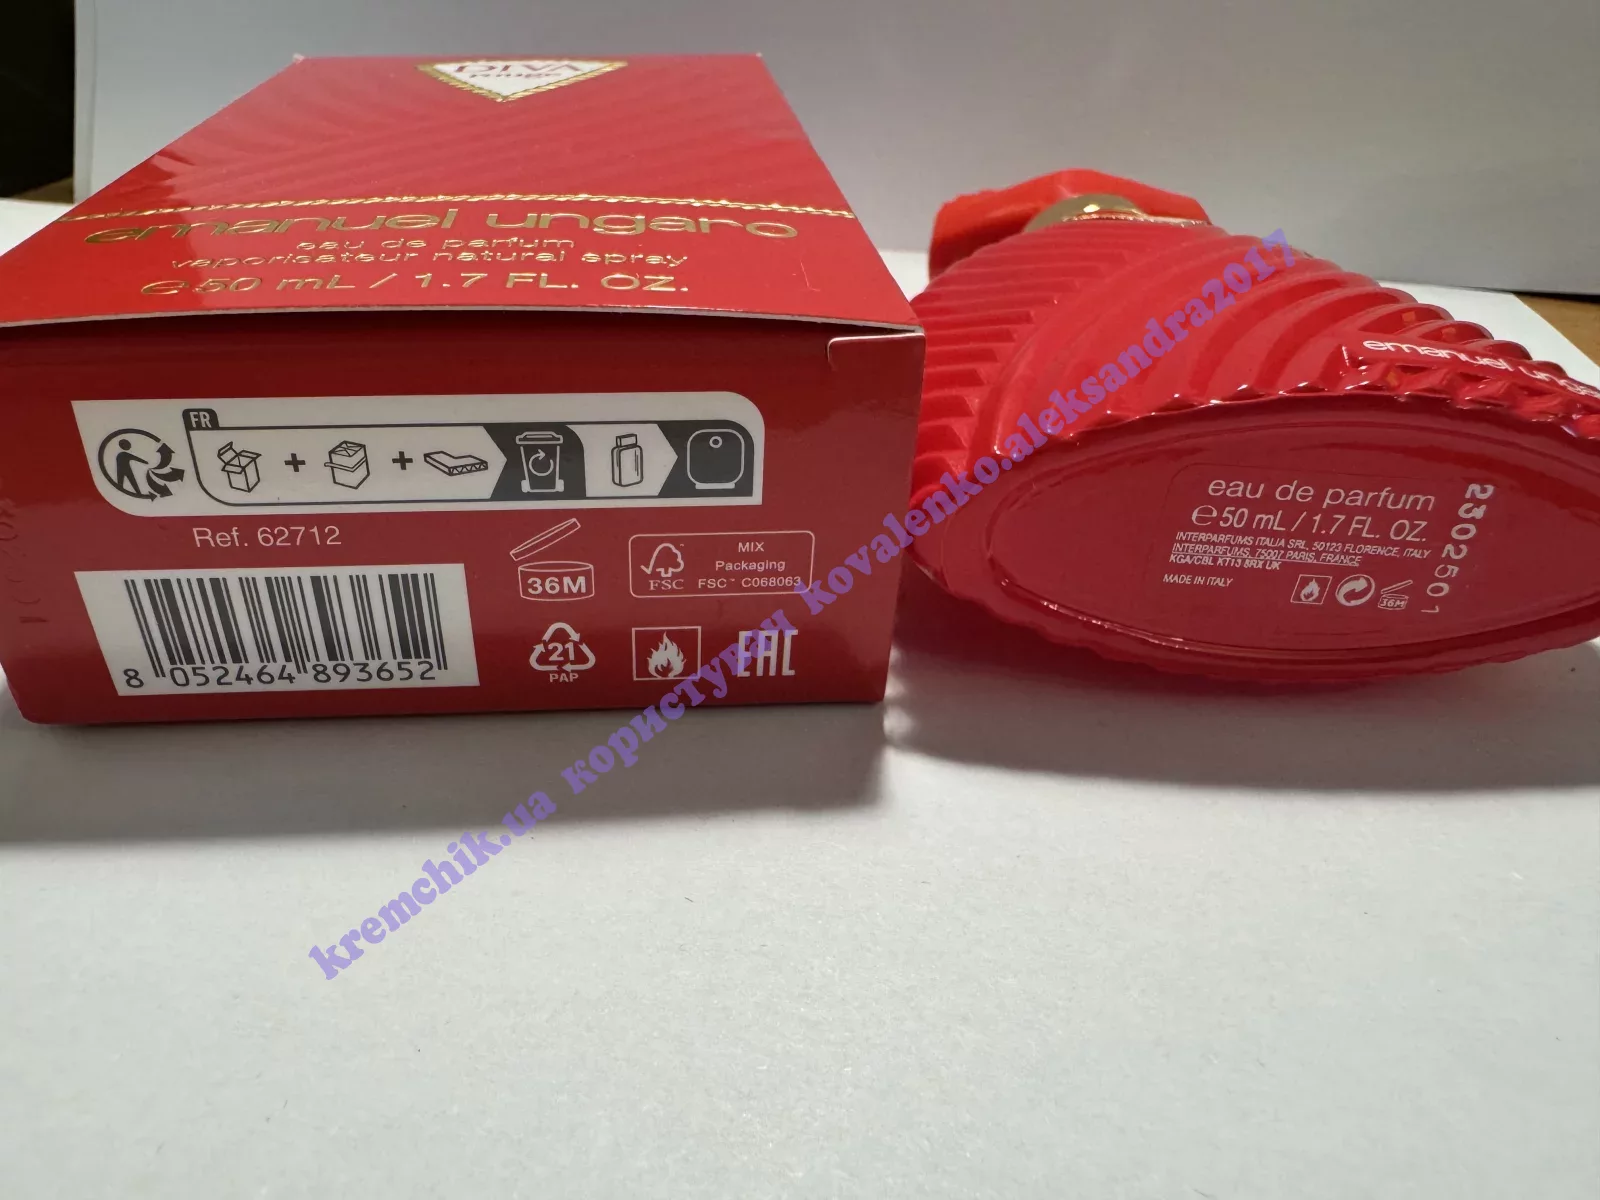 DIVA
rouge
emanuel ungaro
eau de parfum
vaporisateur natural spray
℮50 mL / 1.7 FL. OZ.
FR
Ref. 62712
36M
MIX
Packaging
FSC™ C068063
FSC
8 052464 893652
21
PAP
EAC
emanuel ungaro
eau de parfum
℮50 mL / 1.7 FL. OZ.
INTERPARFUMS ITALIA SRL, 50123 FLORENCE, ITALY
INTERPARFUMS, 75007 PARIS, FRANCE
KGA/CBL KT13 8RX UK
MADE IN ITALY
36M
2302501
kremchik.ua користувач kovalenko.aleksandra2017